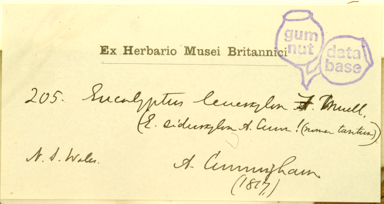 gum
nut
data
base
Ex Herbario Musei Britannici
205. Eucalyptus leucoxylon F. Muell.
(E. sideroxylon A. Cunn! (nomen tantum)
N. S. Wales.
A. Cunningham
(1817)